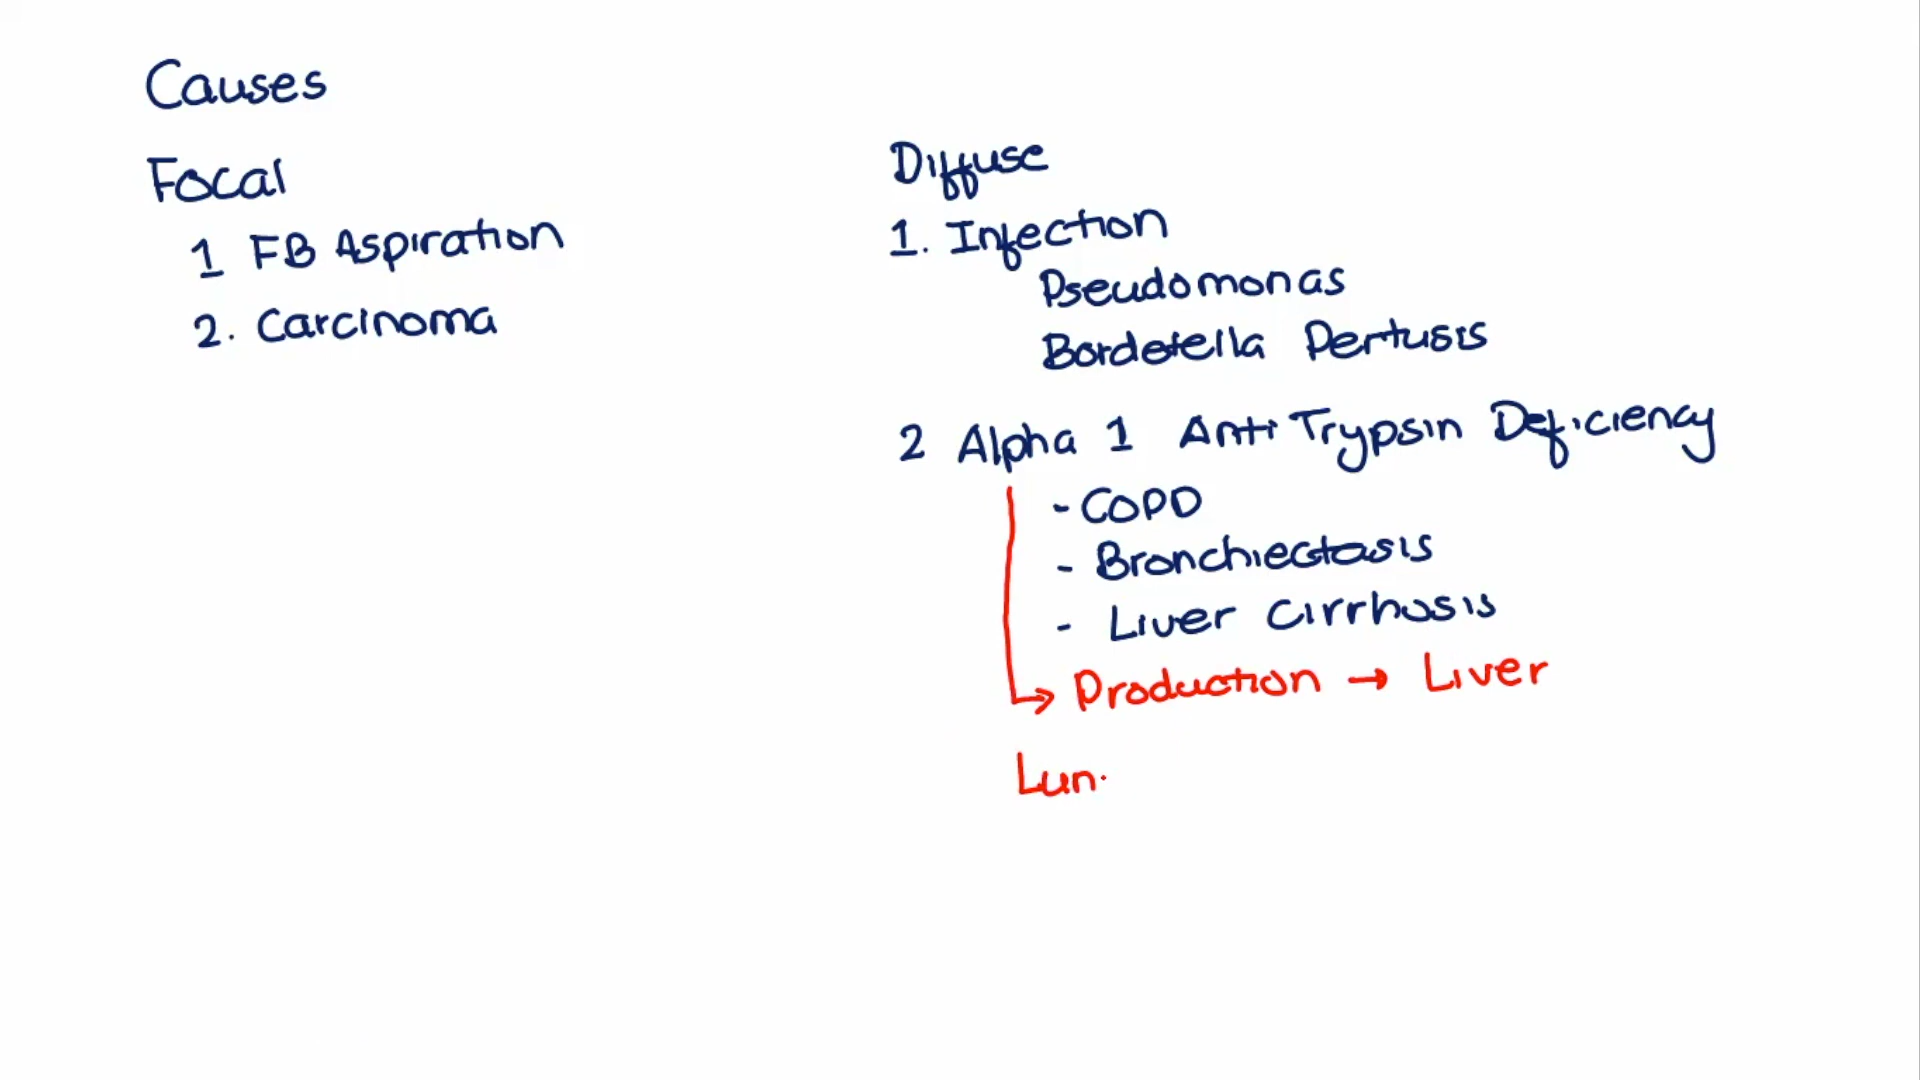 Causes
Focal
1 FB Aspiration
2. Carcinoma
Diffuse
1. Infection
Pseudomonas
Bordetella Pertusis
2 Alpha 1 Anti Trypsin Deficiency
- COPD
- Bronchiectasis
- Liver Cirrhosis
Production → Liver
Lun